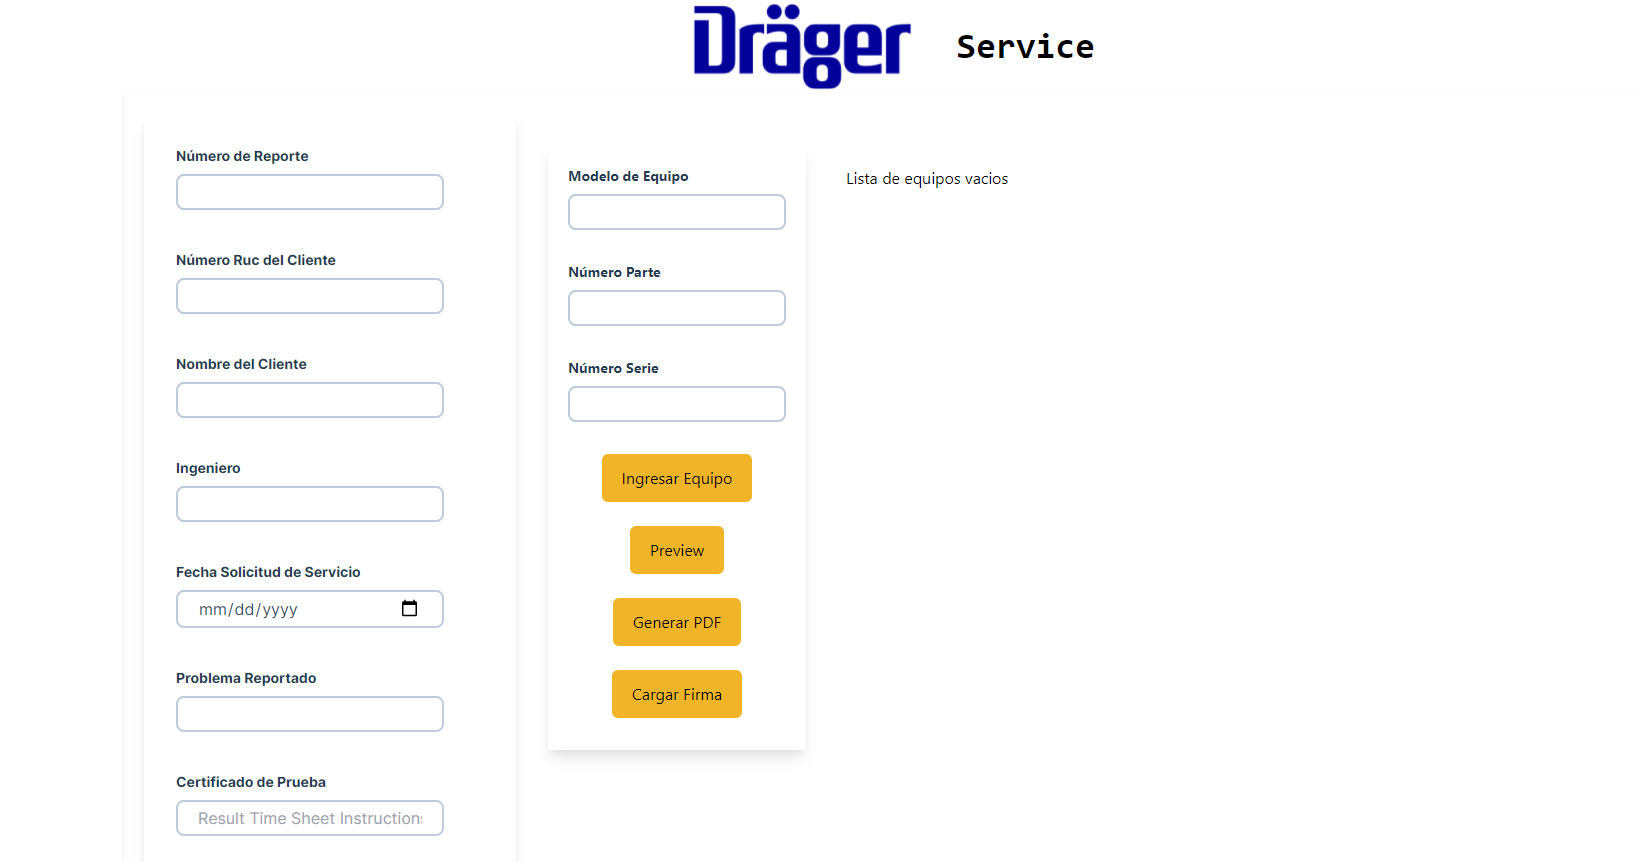 Dräger Service
Número de Reporte
Número Ruc del Cliente
Nombre del Cliente
Ingeniero
Fecha Solicitud de Servicio
mm/dd/yyyy
Problema Reportado
Certificado de Prueba
Result Time Sheet Instruction
Modelo de Equipo
Número Parte
Número Serie
Ingresar Equipo
Preview
Generar PDF
Cargar Firma
Lista de equipos vacios